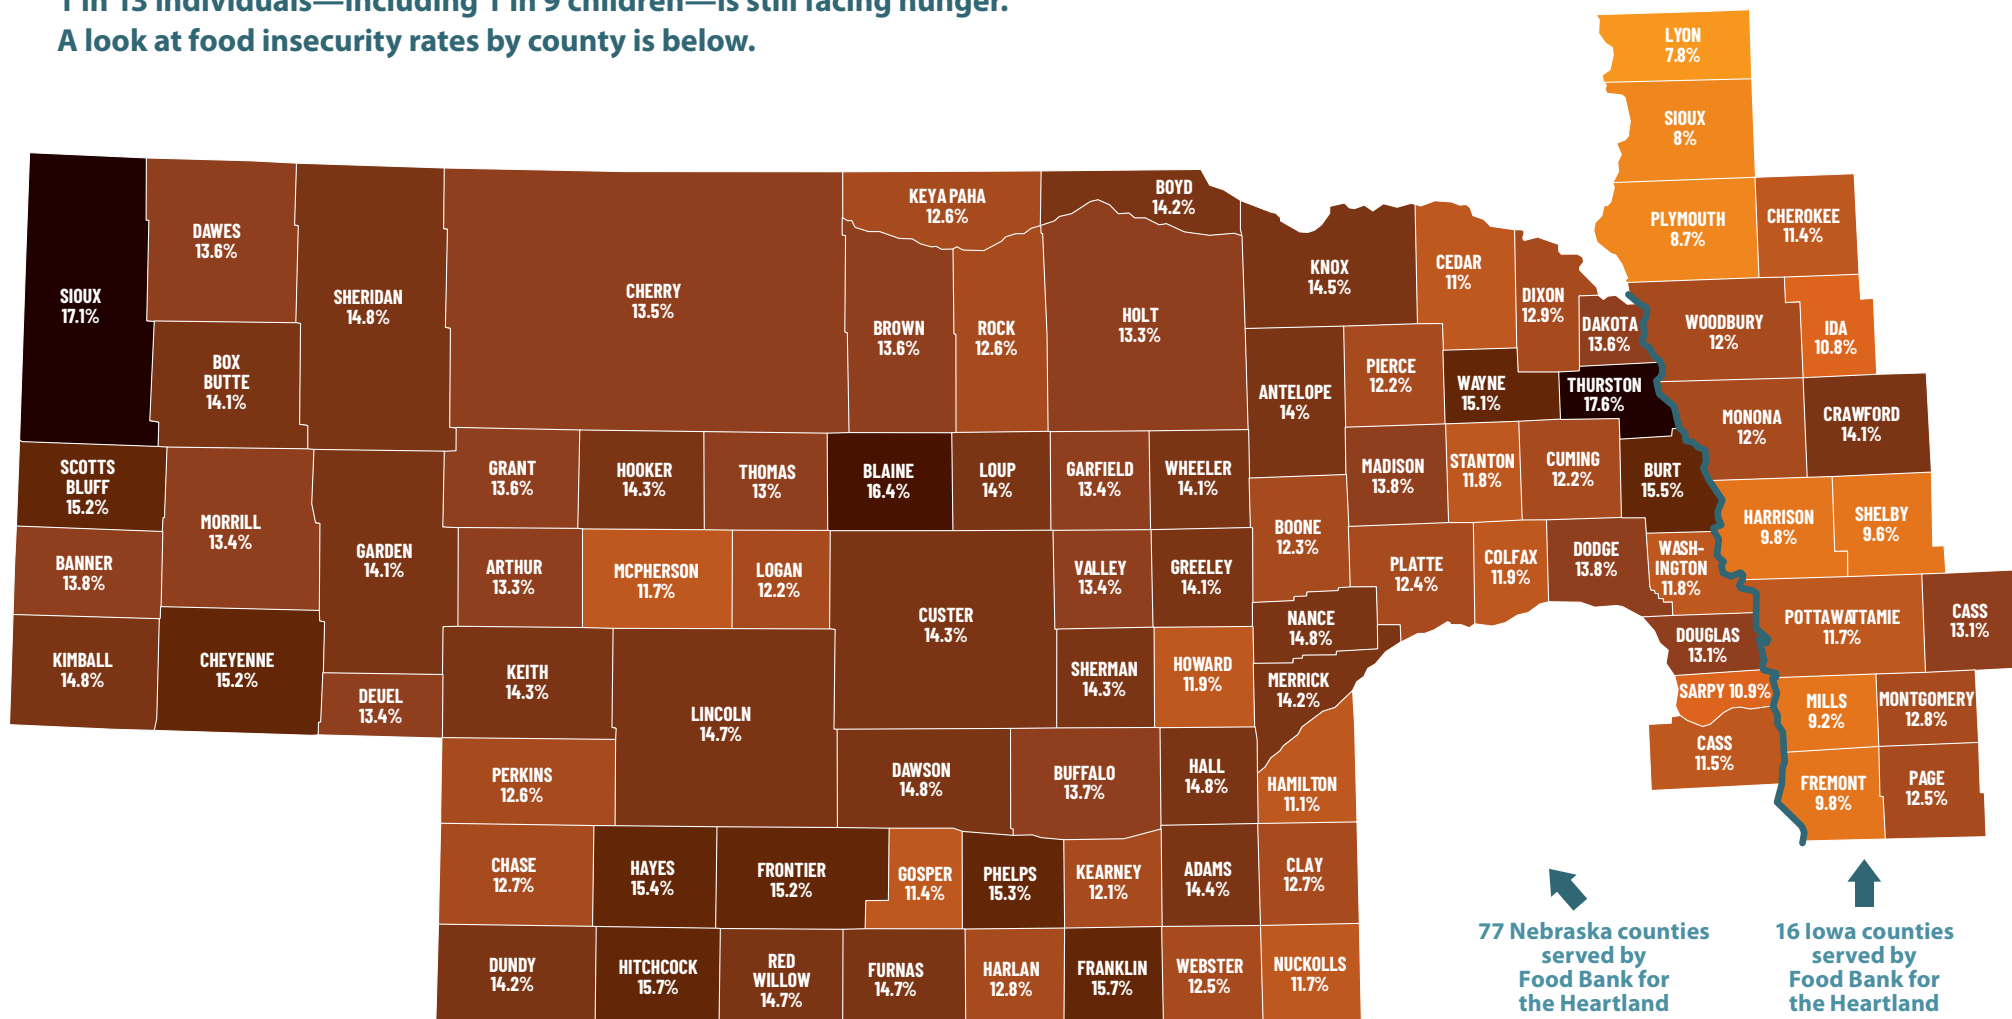 1 in 13 individuals—including 1 in 9 children—is still facing hunger.
A look at food insecurity rates by county is below.
LYON
7.8%
SIOUX
8%
PLYMOUTH
8.7%
CHEROKEE
11.4%
SIOUX
17.1%
DAWES
13.6%
SHERIDAN
14.8%
CHERRY
13.5%
KEYA PAHA
12.6%
BOYD
14.2%
BROWN
13.6%
ROCK
12.6%
HOLT
13.3%
KNOX
14.5%
CEDAR
11%
DIXON
12.9%
DAKOTA
13.6%
WOODBURY
12%
IDA
10.8%
BOX
BUTTE
14.1%
ANTELOPE
14%
PIERCE
12.2%
WAYNE
15.1%
THURSTON
17.6%
MONONA
12%
CRAWFORD
14.1%
SCOTTS
BLUFF
15.2%
MORRILL
13.4%
GARDEN
14.1%
GRANT
13.6%
HOOKER
14.3%
THOMAS
13%
BLAINE
16.4%
LOUP
14%
GARFIELD
13.4%
WHEELER
14.1%
MADISON
13.8%
STANTON
11.8%
CUMING
12.2%
BURT
15.5%
HARRISON
9.8%
SHELBY
9.6%
BANNER
13.8%
ARTHUR
13.3%
MCPHERSON
11.7%
LOGAN
12.2%
CUSTER
14.3%
VALLEY
13.4%
GREELEY
14.1%
BOONE
12.3%
PLATTE
12.4%
COLFAX
11.9%
DODGE
13.8%
WASH-
INGTON
11.8%
POTTAWATTAMIE
11.7%
CASS
13.1%
KIMBALL
14.8%
CHEYENNE
15.2%
DEUEL
13.4%
KEITH
14.3%
LINCOLN
14.7%
SHERMAN
14.3%
HOWARD
11.9%
NANCE
14.8%
MERRICK
14.2%
DOUGLAS
13.1%
SARPY 10.9%
MILLS
9.2%
MONTGOMERY
12.8%
CASS
11.5%
PERKINS
12.6%
DAWSON
14.8%
BUFFALO
13.7%
HALL
14.8%
HAMILTON
11.1%
FREMONT
9.8%
PAGE
12.5%
CHASE
12.7%
HAYES
15.4%
FRONTIER
15.2%
GOSPER
11.4%
PHELPS
15.3%
KEARNEY
12.1%
ADAMS
14.4%
CLAY
12.7%
DUNDY
14.2%
HITCHCOCK
15.7%
RED
WILLOW
14.7%
FURNAS
14.7%
HARLAN
12.8%
FRANKLIN
15.7%
WEBSTER
12.5%
NUCKOLLS
11.7%
77 Nebraska counties
served by
Food Bank for
the Heartland
16 Iowa counties
served by
Food Bank for
the Heartland